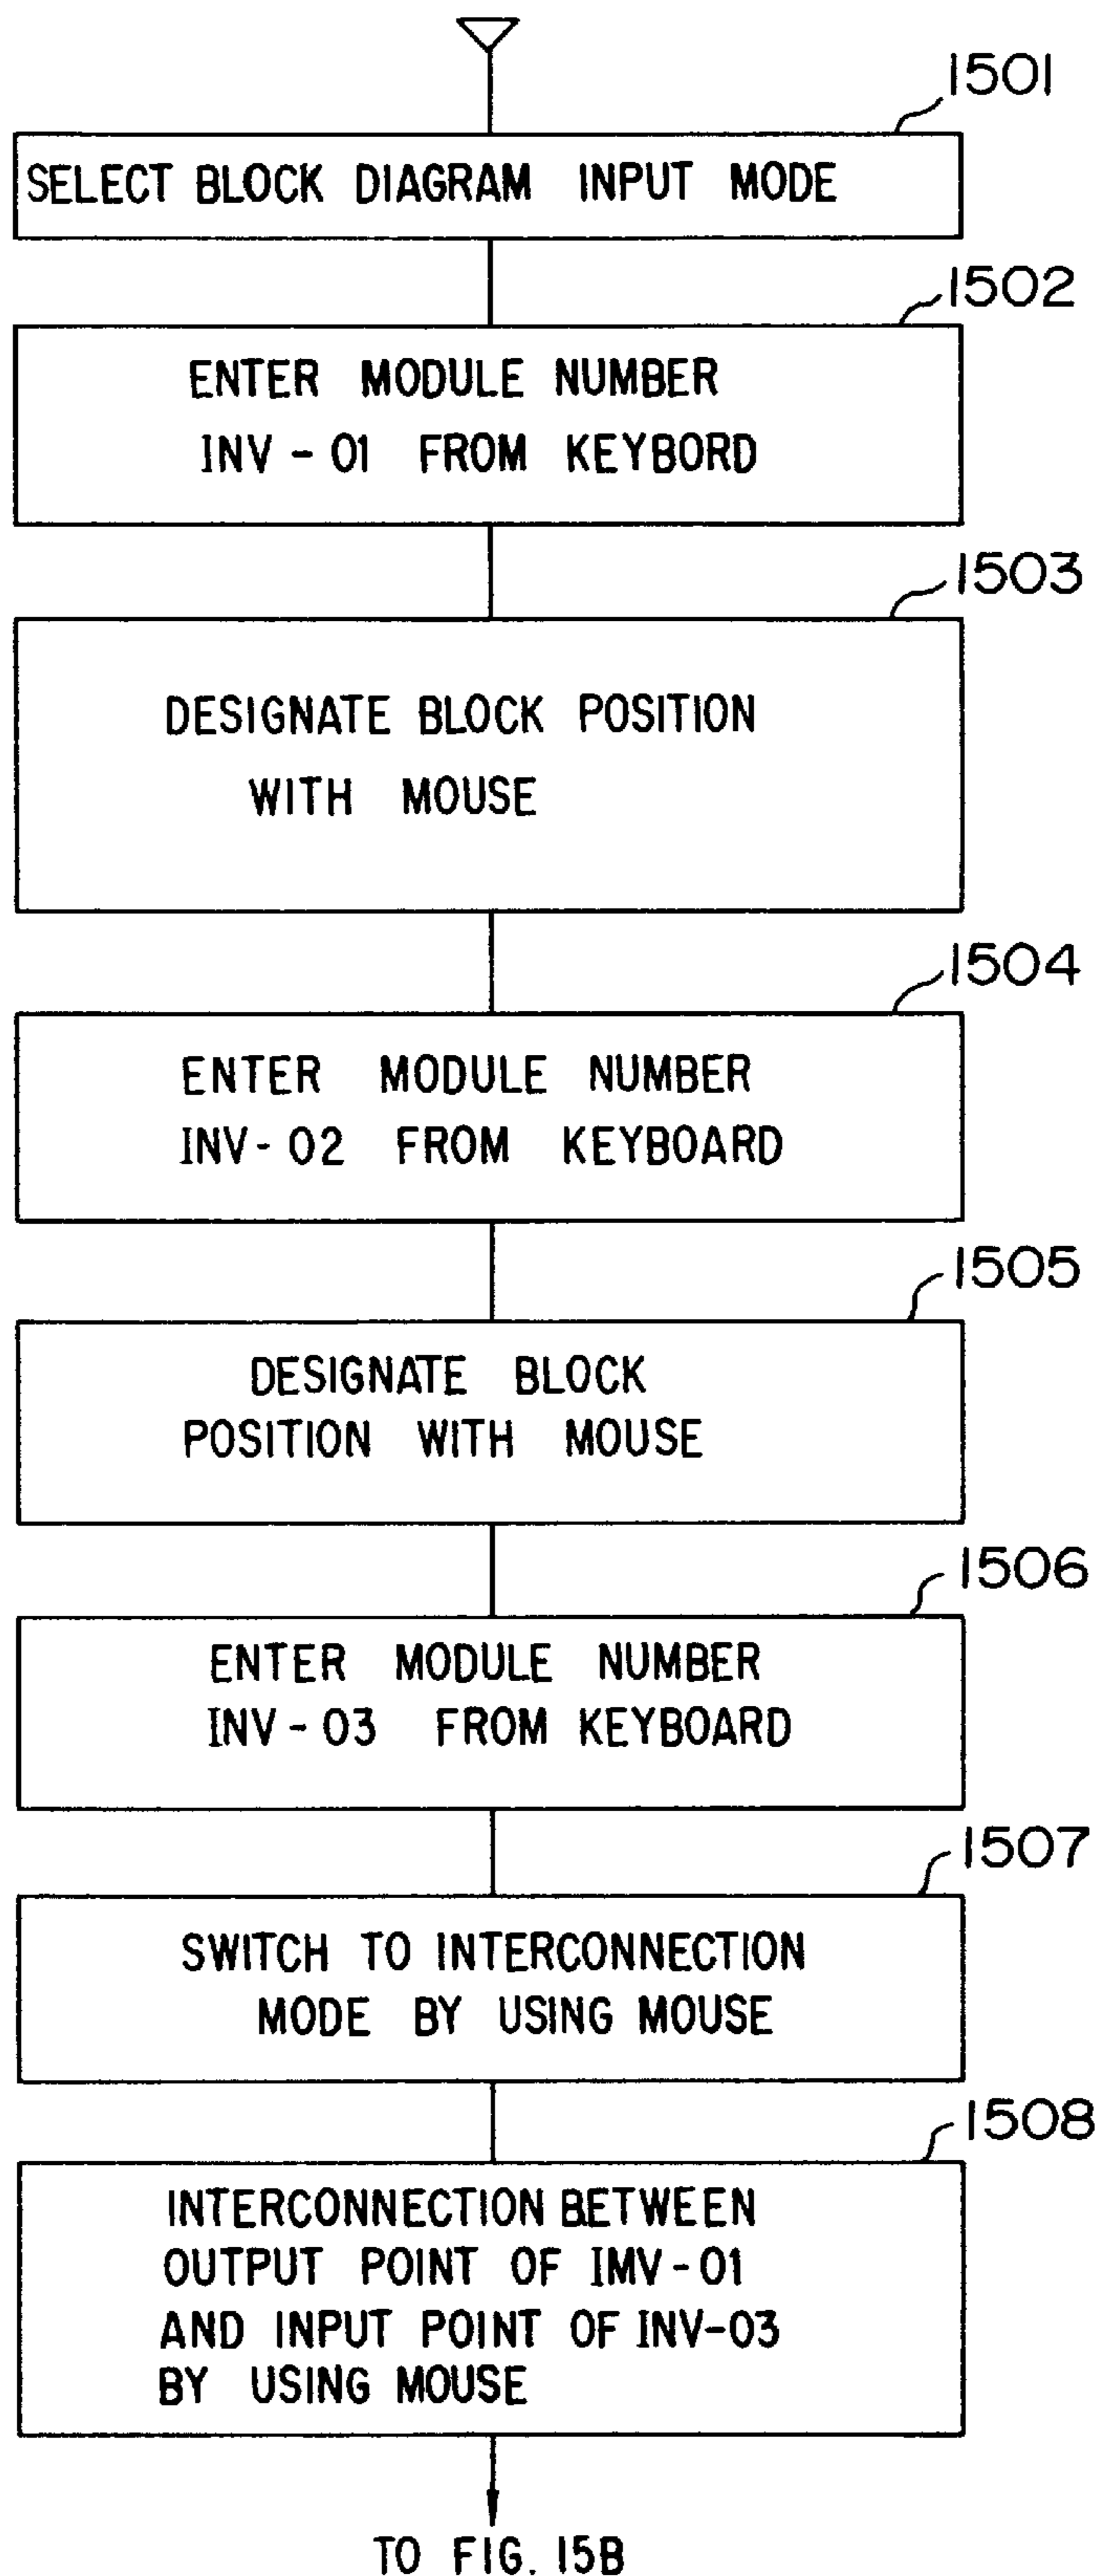 1501
SELECT BLOCK DIAGRAM INPUT MODE
1502
ENTER MODULE NUMBER
INV-01 FROM KEYBORD
1503
DESIGNATE BLOCK POSITION
WITH MOUSE
1504
ENTER MODULE NUMBER
INV-02 FROM KEYBOARD
1505
DESIGNATE BLOCK
POSITION WITH MOUSE
1506
ENTER MODULE NUMBER
INV-03 FROM KEYBOARD
1507
SWITCH TO INTERCONNECTION
MODE BY USING MOUSE
1508
INTERCONNECTION BETWEEN
OUTPUT POINT OF IMV-01
AND INPUT POINT OF INV-03
BY USING MOUSE
TO FIG. 15B